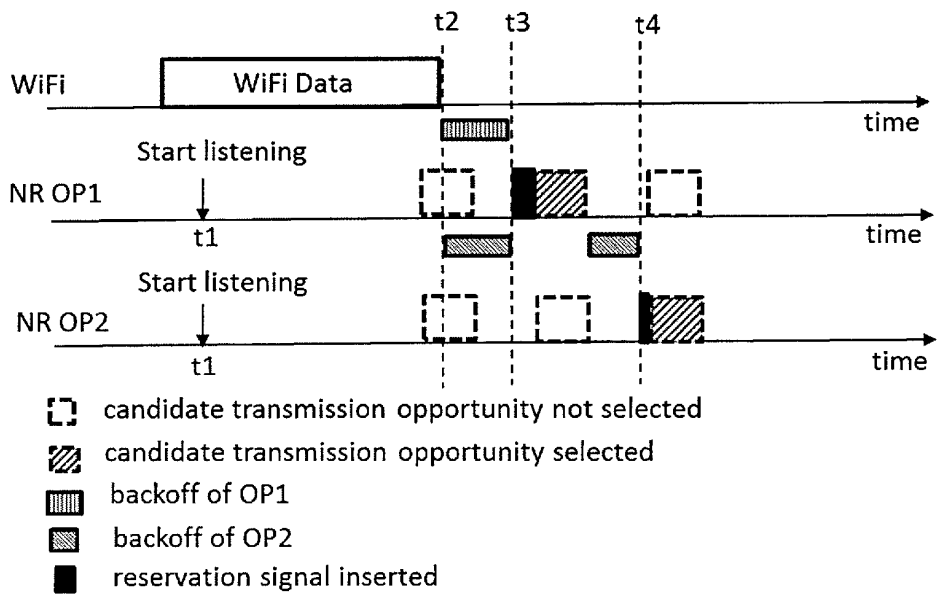 t2 t3 t4
WiFi
WiFi Data
time
Start listening
NR OP1
t1
time
Start listening
NR OP2
t1
time
candidate transmission opportunity not selected
candidate transmission opportunity selected
backoff of OP1
backoff of OP2
reservation signal inserted